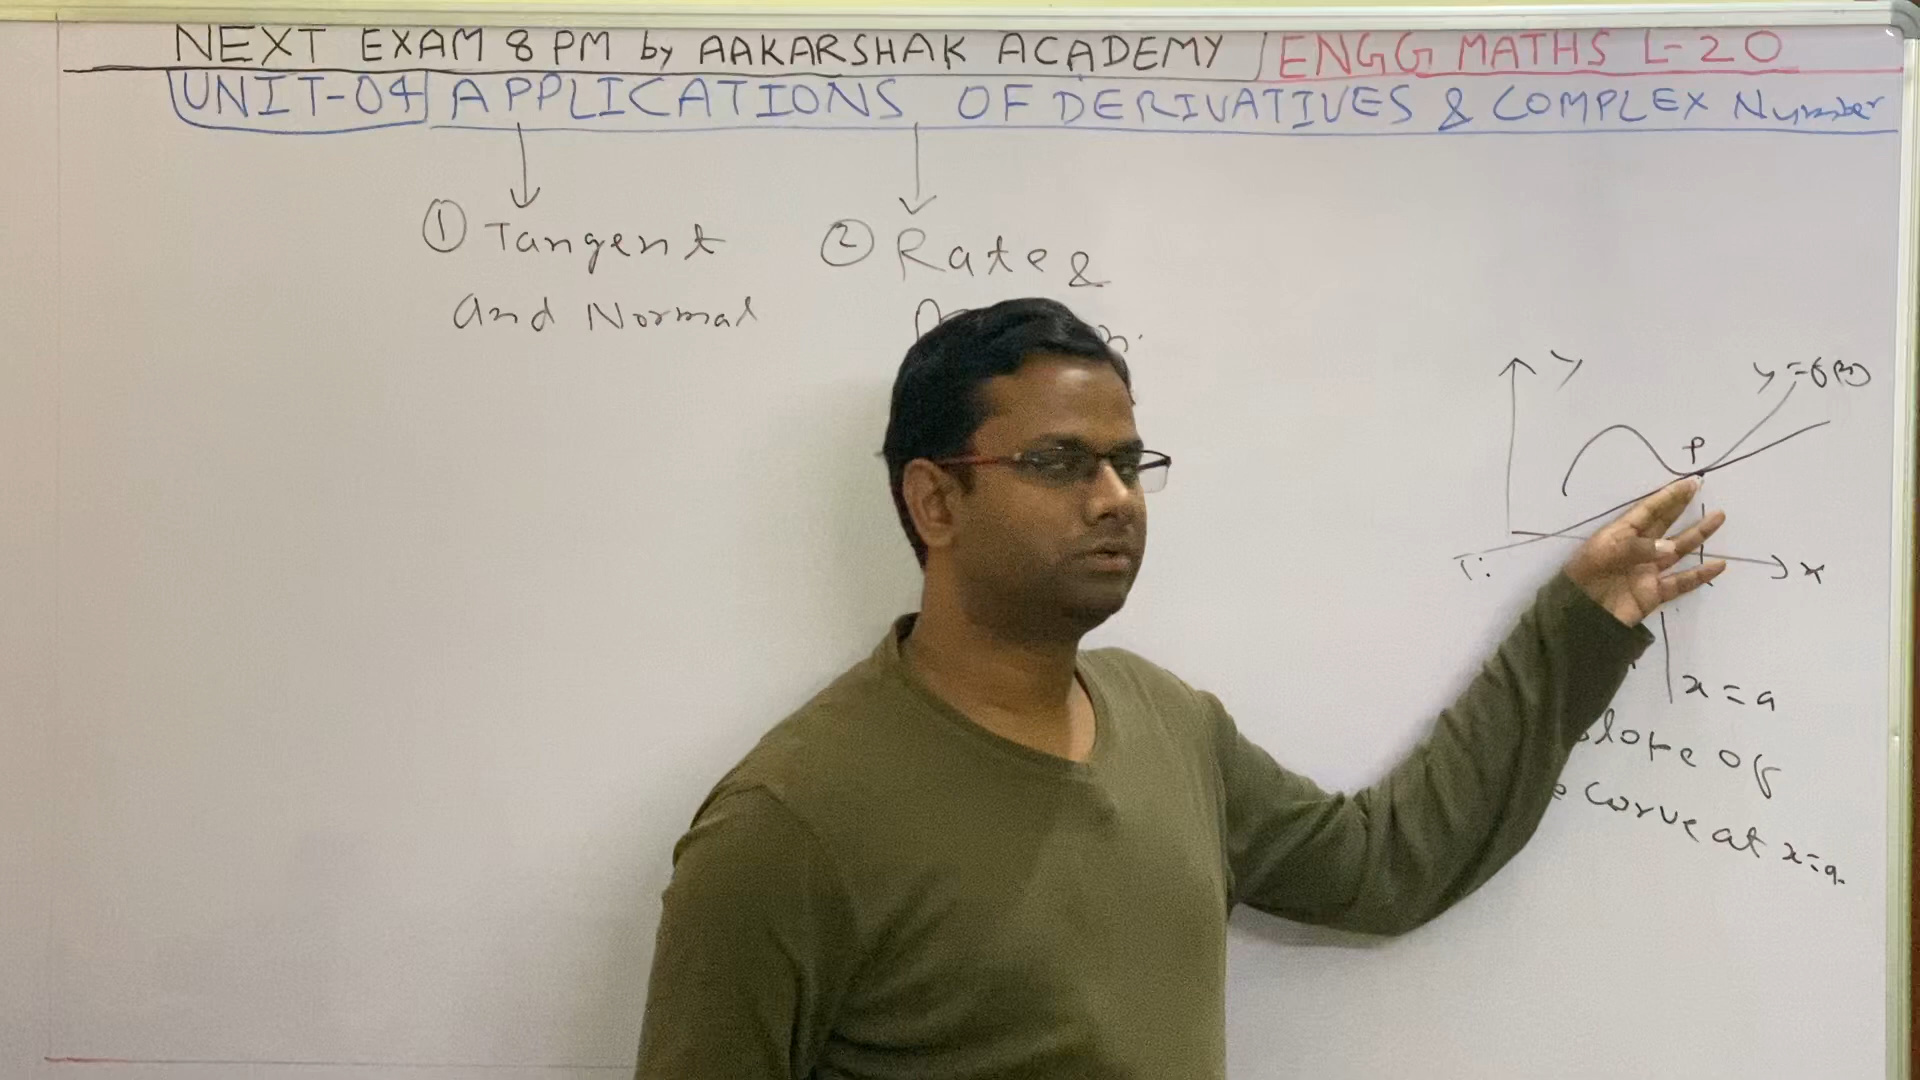 NEXT EXAM 8 PM by AAKARSHAK ACADEMY ENGG MATHS L-20
UNIT-04 APPLICATIONS OF DERIVATIVES & COMPLEX Number
① Tangent
and Normal
② Rate &
Y
y=f(x)
P
T:
X
x=a
slope of
curve at x=a.